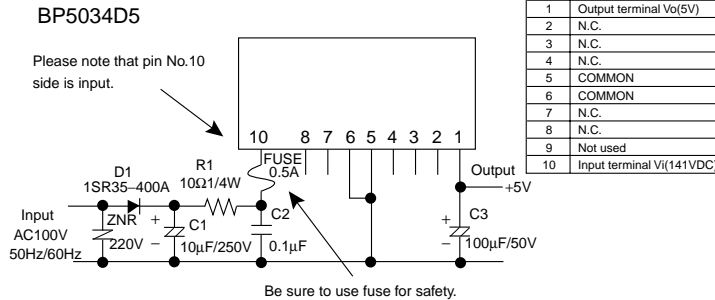 BP5034D5
Please note that pin No.10
side is input.
10 8 7 6 5 4 3 2 1
FUSE
0.5A
D1
1SR35–400A
R1
10Ω1/4W
Output
+5V
Input
AC100V
50Hz/60Hz
ZNR
220V
+
–
C1
10μF/250V
C2
0.1μF
+
–
C3
100μF/50V
Be sure to use fuse for safety.
1 Output terminal Vo(5V)
2 N.C.
3 N.C.
4 N.C.
5 COMMON
6 COMMON
7 N.C.
8 N.C.
9 Not used
10 Input terminal Vi(141VDC)